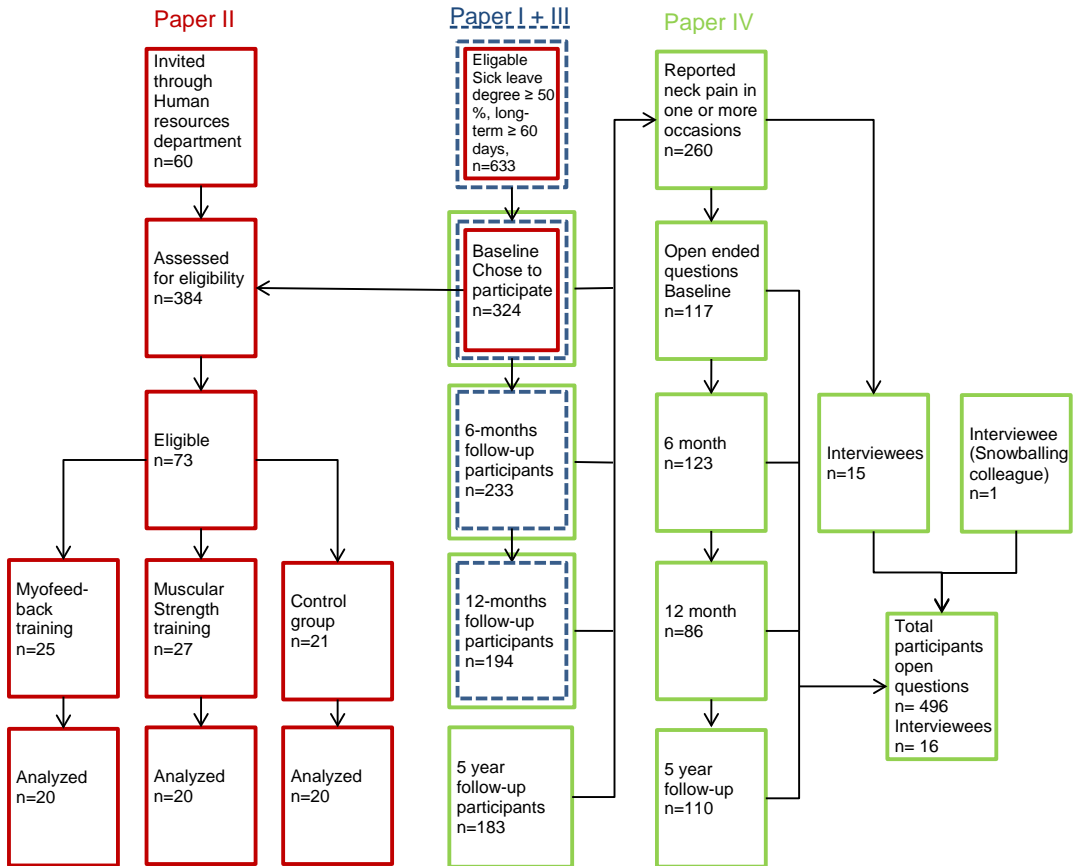 Paper II
Invited
through
Human
resources
department
n=60
Assessed
for eligibility
n=384
Eligible
n=73
Myofeed-
back
training
n=25
Muscular
Strength
training
n=27
Control
group
n=21
Analyzed
n=20
Analyzed
n=20
Analyzed
n=20
Paper I + III
Eligable
Sick leave
degree ≥ 50
%, long-
term ≥ 60
days,
n=633
Baseline
Chose to
participate
n=324
6-months
follow-up
participants
n=233
12-months
follow-up
participants
n=194
5 year
follow-up
participants
n=183
Paper IV
Reported
neck pain in
one or more
occasions
n=260
Open ended
questions
Baseline
n=117
6 month
n=123
12 month
n=86
5 year
follow-up
n=110
Interviewees
n=15
Interviewee
(Snowballing
colleague)
n=1
Total
participants
open
questions
n= 496
Interviewees
n= 16